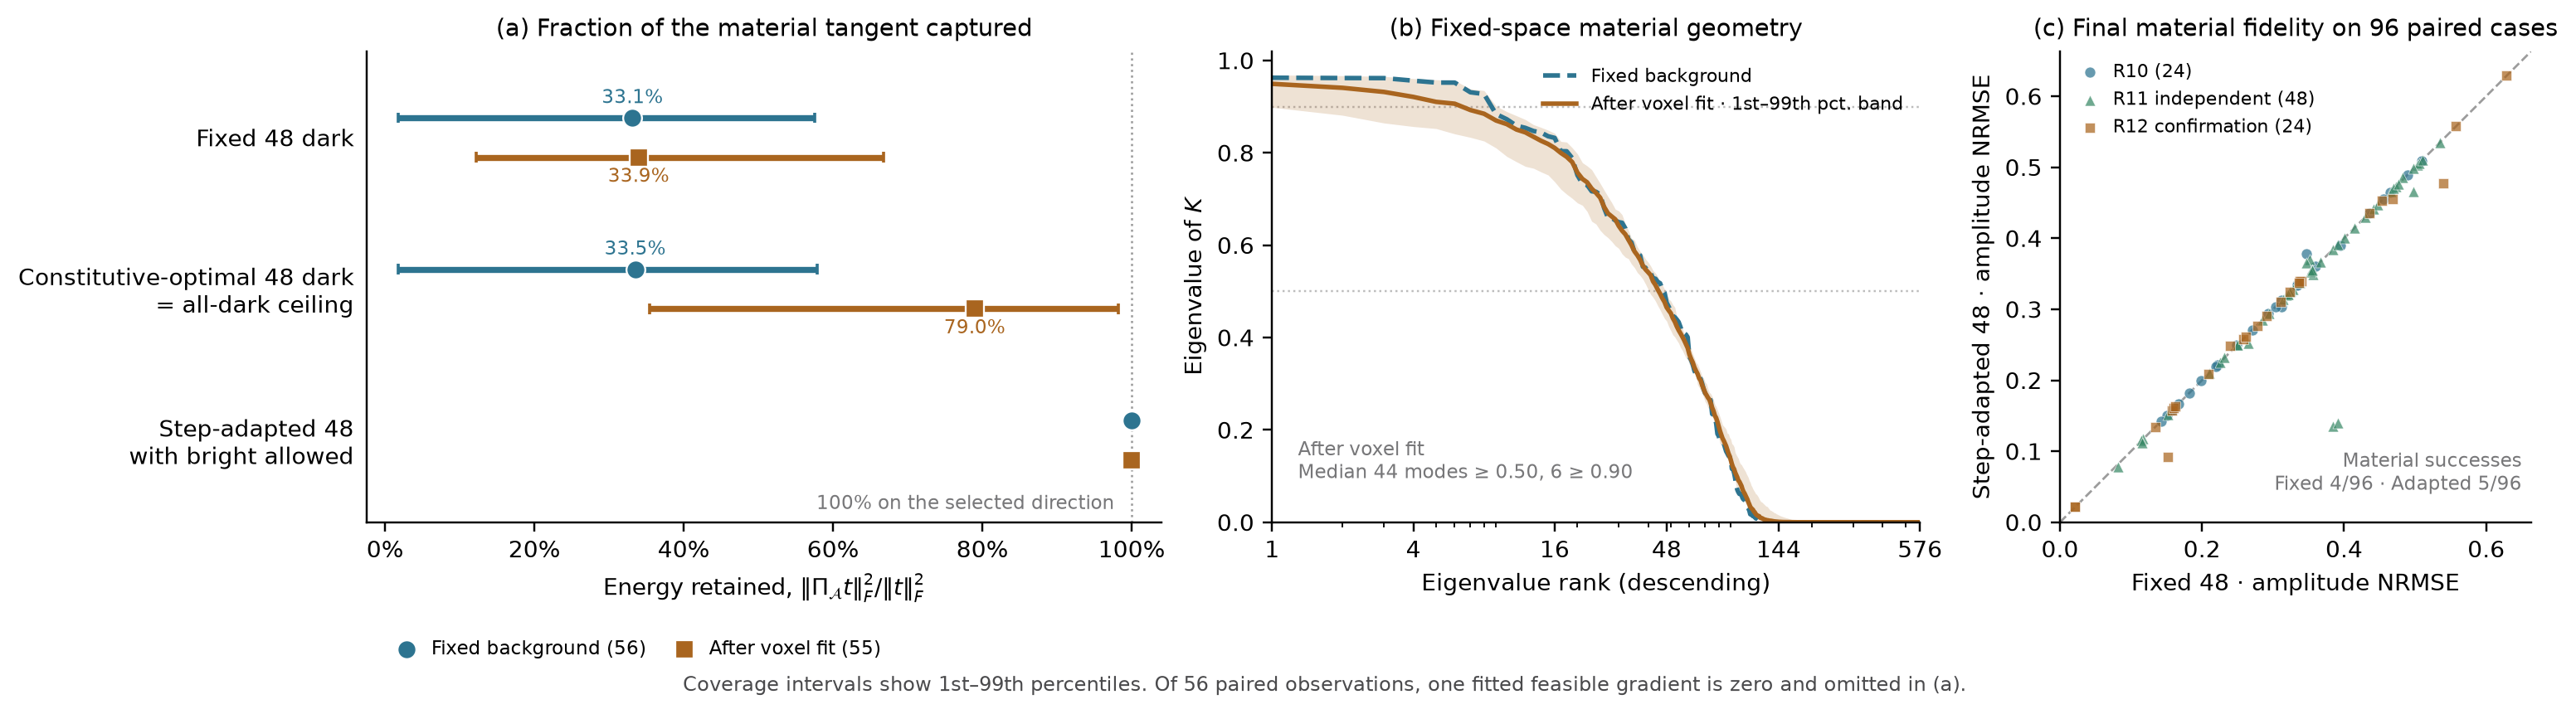 (a) Fraction of the material tangent captured
Fixed 48 dark
Constitutive-optimal 48 dark
= all-dark ceiling
Step-adapted 48
with bright allowed
33.1%
33.9%
33.5%
79.0%
100% on the selected direction
0% 20% 40% 60% 80% 100%
Energy retained, ‖Π_𝒜 t‖²_F/‖t‖²_F
Fixed background (56) After voxel fit (55)
(b) Fixed-space material geometry
Eigenvalue of K
1.0
0.8
0.6
0.4
0.2
0.0
Fixed background
After voxel fit · 1st–99th pct. band
After voxel fit
Median 44 modes ≥ 0.50, 6 ≥ 0.90
1 4 16 48 144 576
Eigenvalue rank (descending)
(c) Final material fidelity on 96 paired cases
Step-adapted 48 · amplitude NRMSE
0.6
0.5
0.4
0.3
0.2
0.1
0.0
R10 (24)
R11 independent (48)
R12 confirmation (24)
Material successes
Fixed 4/96 · Adapted 5/96
0.0 0.2 0.4 0.6
Fixed 48 · amplitude NRMSE
Coverage intervals show 1st–99th percentiles. Of 56 paired observations, one fitted feasible gradient is zero and omitted in (a).